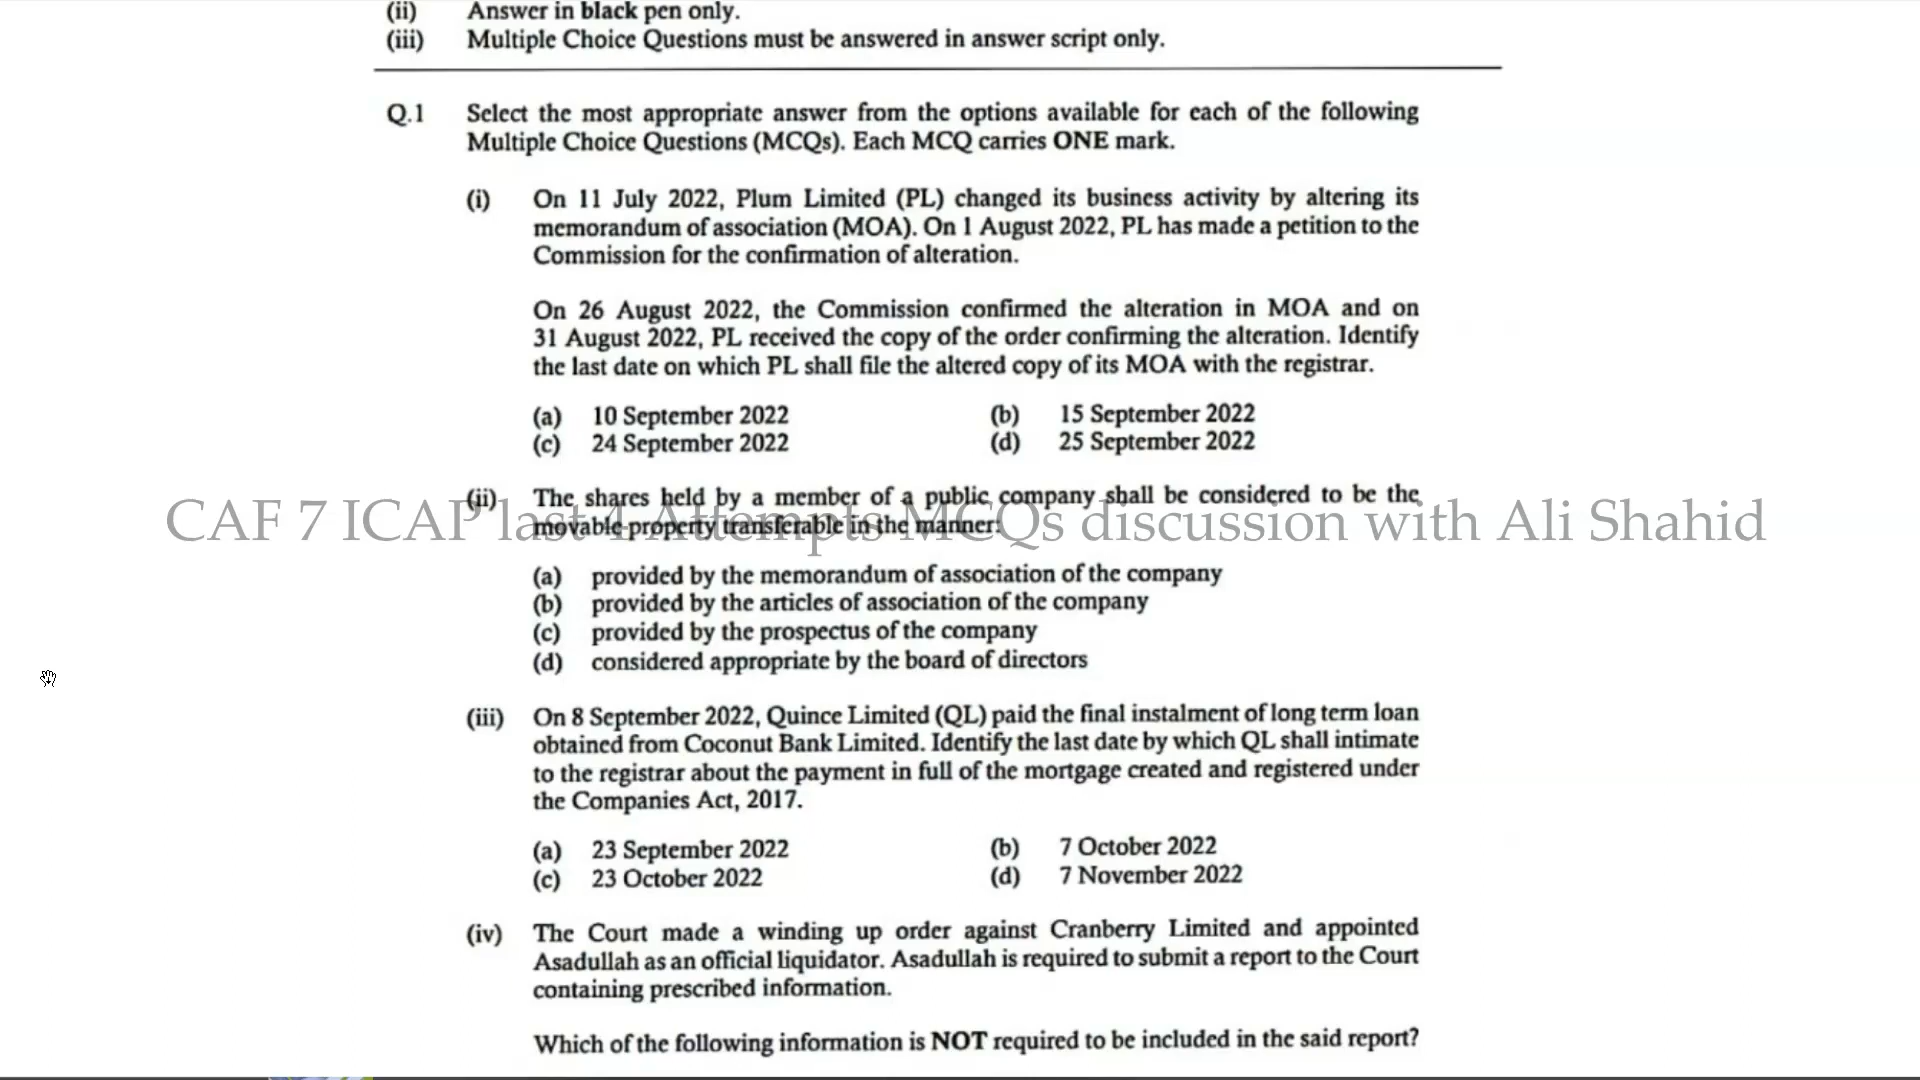 (ii) Answer in black pen only.
(iii) Multiple Choice Questions must be answered in answer script only.
Q.1 Select the most appropriate answer from the options available for each of the following
Multiple Choice Questions (MCQs). Each MCQ carries ONE mark.
(i) On 11 July 2022, Plum Limited (PL) changed its business activity by altering its
memorandum of association (MOA). On 1 August 2022, PL has made a petition to the
Commission for the confirmation of alteration.
On 26 August 2022, the Commission confirmed the alteration in MOA and on
31 August 2022, PL received the copy of the order confirming the alteration. Identify
the last date on which PL shall file the altered copy of its MOA with the registrar.
(a) 10 September 2022 (b) 15 September 2022
(c) 24 September 2022 (d) 25 September 2022
(ii) The shares held by a member of a public company shall be considered to be the
movable property transferable in the manner:
CAF 7 ICAP last 4 Attempts MCQs discussion with Ali Shahid
(a) provided by the memorandum of association of the company
(b) provided by the articles of association of the company
(c) provided by the prospectus of the company
(d) considered appropriate by the board of directors
(iii) On 8 September 2022, Quince Limited (QL) paid the final instalment of long term loan
obtained from Coconut Bank Limited. Identify the last date by which QL shall intimate
to the registrar about the payment in full of the mortgage created and registered under
the Companies Act, 2017.
(a) 23 September 2022 (b) 7 October 2022
(c) 23 October 2022 (d) 7 November 2022
(iv) The Court made a winding up order against Cranberry Limited and appointed
Asadullah as an official liquidator. Asadullah is required to submit a report to the Court
containing prescribed information.
Which of the following information is NOT required to be included in the said report?